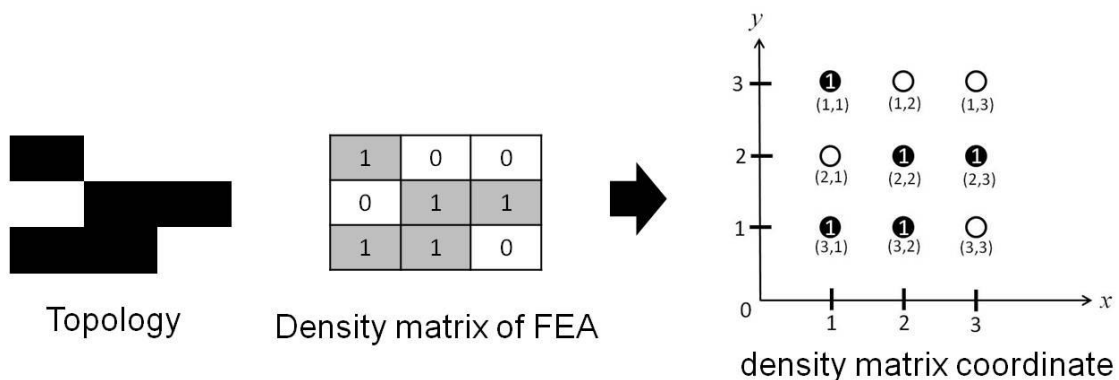 Topology
1 0 0
0 1 1
1 1 0
Density matrix of FEA
y
3 1
(1,1) (1,2) (1,3)
2 1 1
(2,1) (2,2) (2,3)
1 1 1
(3,1) (3,2) (3,3)
0 x
1 2 3
density matrix coordinate